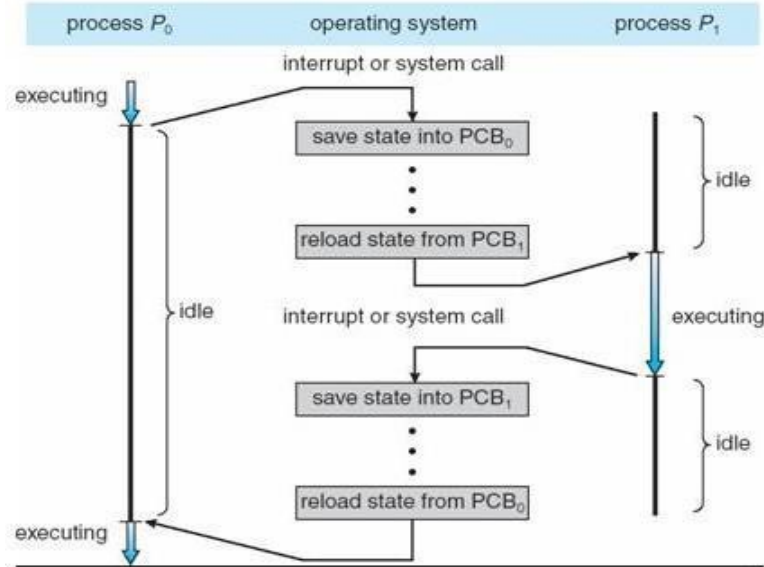 process P₀ operating system process P₁
interrupt or system call
executing
save state into PCB₀
idle
reload state from PCB₁
idle
interrupt or system call
executing
save state into PCB₁
idle
reload state from PCB₀
executing